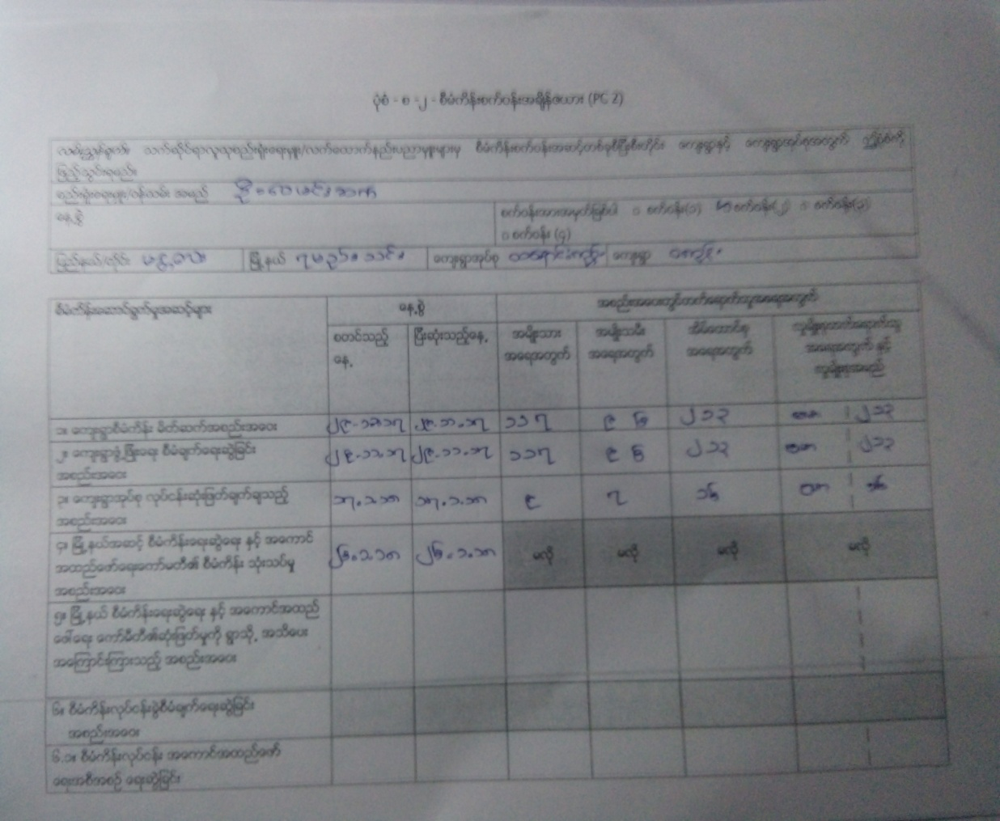 ပုံစံ - စ -၂ - စီမံကိန်းစက်ဝန်းအချိန်ဇယား (PC 2)
လမ်းညွှန်ချက်။ သက်ဆိုင်ရာလူထုစည်းရုံးရေးမှူး/လက်ထောက်နည်းပညာမှူးများမှ စီမံကိန်းစက်ဝန်းအဆင့်တစ်ခုစီပြီးစီးတိုင်း ကျေးရွာနှင့် ကျေးရွာအုပ်စုအတွက် ဤပုံစံကို
ဖြည့်သွင်းရမည်။
စည်းရုံးရေးမှူး/ဝန်ထမ်း အမည်
နေ့စွဲ စက်ဝန်းအားအမှတ်ခြစ်ပါ ○ စက်ဝန်း(၁) စက်ဝန်း(၂) ○ စက်ဝန်း(၃)
○ စက်ဝန်း (၄)
ပြည်နယ်/တိုင်း မန္တလေး မြို့နယ် ရမည်းသင်း ကျေးရွာအုပ်စု ကျေးရွာ
စီမံကိန်းဆောင်ရွက်မှုအဆင့်များ နေ့စွဲ အစည်းအဝေးတွင်တက်ရောက်သူအရေအတွက်
စတင်သည့် ပြီးဆုံးသည့်နေ့ အမျိုးသား အမျိုးသမီး အိမ်ထောင်စု လူမျိုးစုတက်ရောက်သူ
နေ့ အရေအတွက် အရေအတွက် အရေအတွက် အရေအတွက် နှင့်
လူမျိုးစုအမည်
၁။ ကျေးရွာစီမံကိန်း မိတ်ဆက်အစည်းအဝေး ၂၉.၁၁.၁၇ ၂၉.၁၁.၁၇ ၁၁၇ ၉၆ ၂၁၃ ဗမာ ၂၁၃
၂။ ကျေးရွာဖွံ့ဖြိုးရေး စီမံချက်ရေးဆွဲခြင်း ၂၉.၁၁.၁၇ ၂၉.၁၁.၁၇ ၁၁၇ ၉၆ ၂၁၃ ဗမာ ၂၁၃
အစည်းအဝေး
၃။ ကျေးရွာအုပ်စု လုပ်ငန်းဆုံးဖြတ်ချက်ချသည့် ၁၇.၁.၁၈ ၁၇.၁.၁၈ ၉ ၇ ၁၆ ဗမာ ၁၆
အစည်းအဝေး
၄။ မြို့နယ်အဆင့် စီမံကိန်းရေးဆွဲရေး နှင့် အကောင် ၂၆.၁.၁၈ ၂၆.၁.၁၈ မလို မလို မလို မလို
အထည်ဖော်ရေးကော်မတီ၏ စီမံကိန်း သုံးသပ်မှု
အစည်းအဝေး
၅။ မြို့နယ် စီမံကိန်းရေးဆွဲရေး နှင့် အကောင်အထည်
ဖေါ်ရေး ကော်မီတီ၏ဆုံးဖြတ်မှုကို ရွာသို့ အသိပေး
အကြောင်းကြားသည့် အစည်းအဝေး
၆။ စီမံကိန်းလုပ်ငန်းခွဲစီမံချက်ရေးဆွဲခြင်း
အစည်းအဝေး
၆.၁။ စီမံကိန်းလုပ်ငန်း အကောင်အထည်ဖော်
ရေးအစီအစဉ် ရေးဆွဲခြင်း